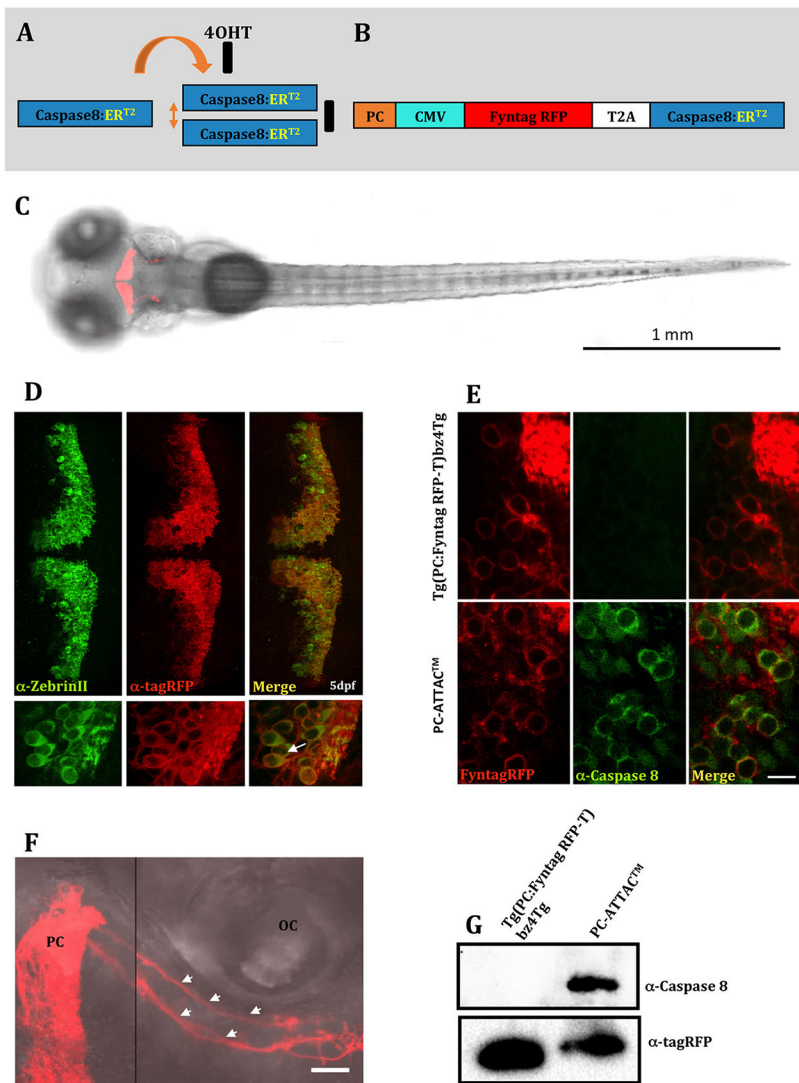 A
4OHT
Caspase8:ERT2
Caspase8:ERT2
Caspase8:ERT2
B
PC CMV Fyntag RFP T2A Caspase8:ERT2
C
1 mm
D
α-ZebrinII α-tagRFP Merge 5dpf
E
Tg(PC:Fyntag RFP-T)bz4Tg
PC-ATTAC™
FyntagRFP α-Caspase 8 Merge
F
PC
OC
G
Tg(PC:Fyntag RFP-T)
bz4Tg
PC-ATTAC™
α-Caspase 8
α-tagRFP